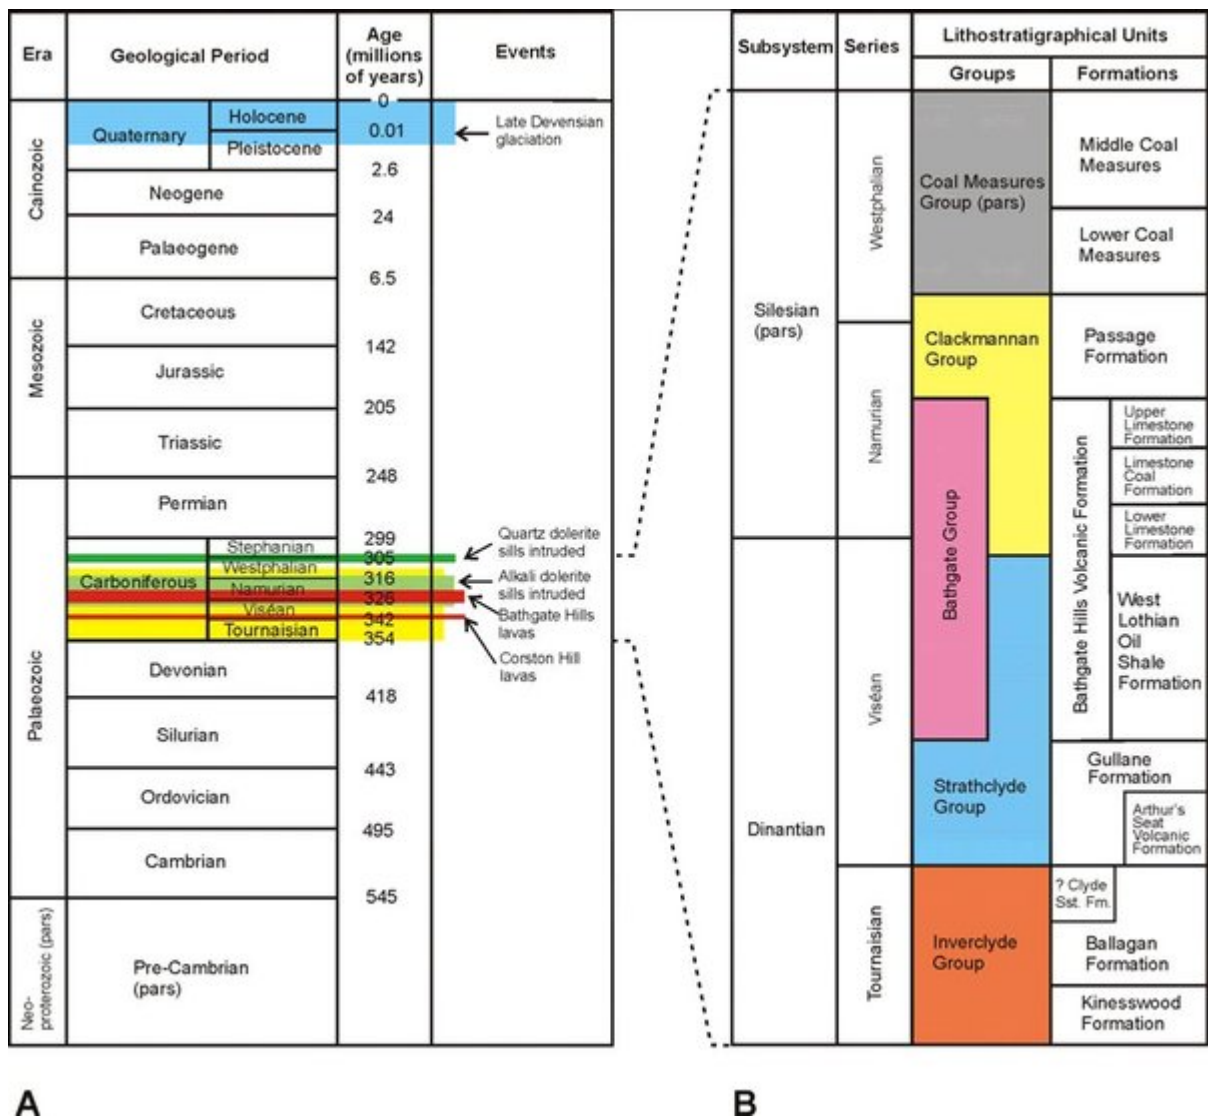 Era
Geological Period
Age
(millions
of years)
Events
Cainozoic
Quaternary
Holocene
Pleistocene
Neogene
Palaeogene
Mesozoic
Cretaceous
Jurassic
Triassic
Palaeozoic
Permian
Carboniferous
Stephanian
Westphalian
Namurian
Viséan
Tournaisian
Devonian
Silurian
Ordovician
Cambrian
Neo-
proterozoic (pars)
Pre-Cambrian
(pars)
0
0.01
2.6
24
6.5
142
205
248
299
305
316
326
342
354
418
443
495
545
Late Devensian
glaciation
Quartz dolerite
sills intruded
Alkali dolerite
sills intruded
Bathgate Hills
lavas
Corston Hill
lavas
A
Subsystem
Series
Lithostratigraphical Units
Groups
Formations
Silesian
(pars)
Dinantian
Westphalian
Namurian
Viséan
Tournaisian
Coal Measures
Group (pars)
Clackmannan
Group
Bathgate Group
Strathclyde
Group
Inverclyde
Group
Middle Coal
Measures
Lower Coal
Measures
Passage
Formation
Bathgate Hills Volcanic Formation
Upper
Limestone
Formation
Limestone
Coal
Formation
Lower
Limestone
Formation
West
Lothian
Oil
Shale
Formation
Gullane
Formation
Arthur's
Seat
Volcanic
Formation
? Clyde
Sst. Fm.
Ballagan
Formation
Kinesswood
Formation
B